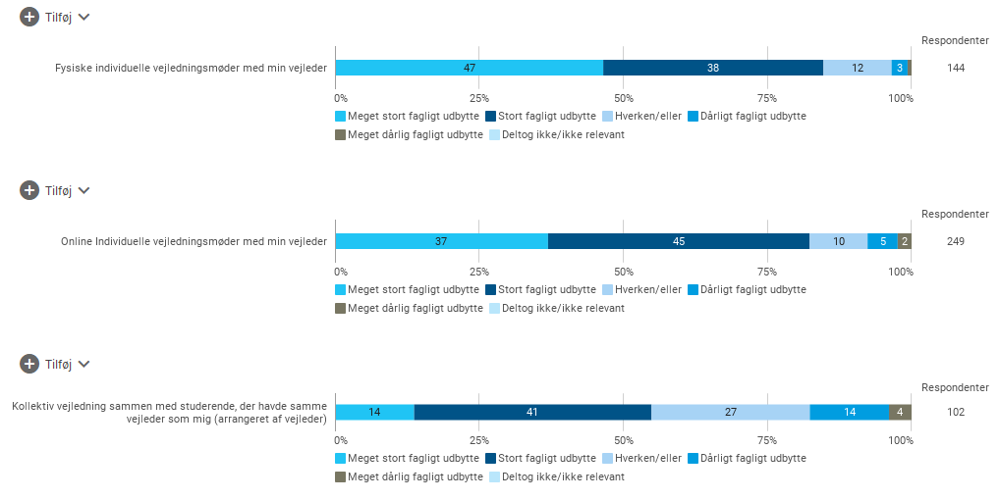 Tilføj
Respondenter
Fysiske individuelle vejledningsmøder med min vejleder
47 38 12 3
144
0% 25% 50% 75% 100%
Meget stort fagligt udbytte Stort fagligt udbytte Hverken/eller Dårligt fagligt udbytte
Meget dårlig fagligt udbytte Deltog ikke/ikke relevant
Tilføj
Respondenter
Online Individuelle vejledningsmøder med min vejleder
37 45 10 5 2
249
0% 25% 50% 75% 100%
Meget stort fagligt udbytte Stort fagligt udbytte Hverken/eller Dårligt fagligt udbytte
Meget dårlig fagligt udbytte Deltog ikke/ikke relevant
Tilføj
Respondenter
Kollektiv vejledning sammen med studerende, der havde samme
vejleder som mig (arrangeret af vejleder)
14 41 27 14 4
102
0% 25% 50% 75% 100%
Meget stort fagligt udbytte Stort fagligt udbytte Hverken/eller Dårligt fagligt udbytte
Meget dårlig fagligt udbytte Deltog ikke/ikke relevant